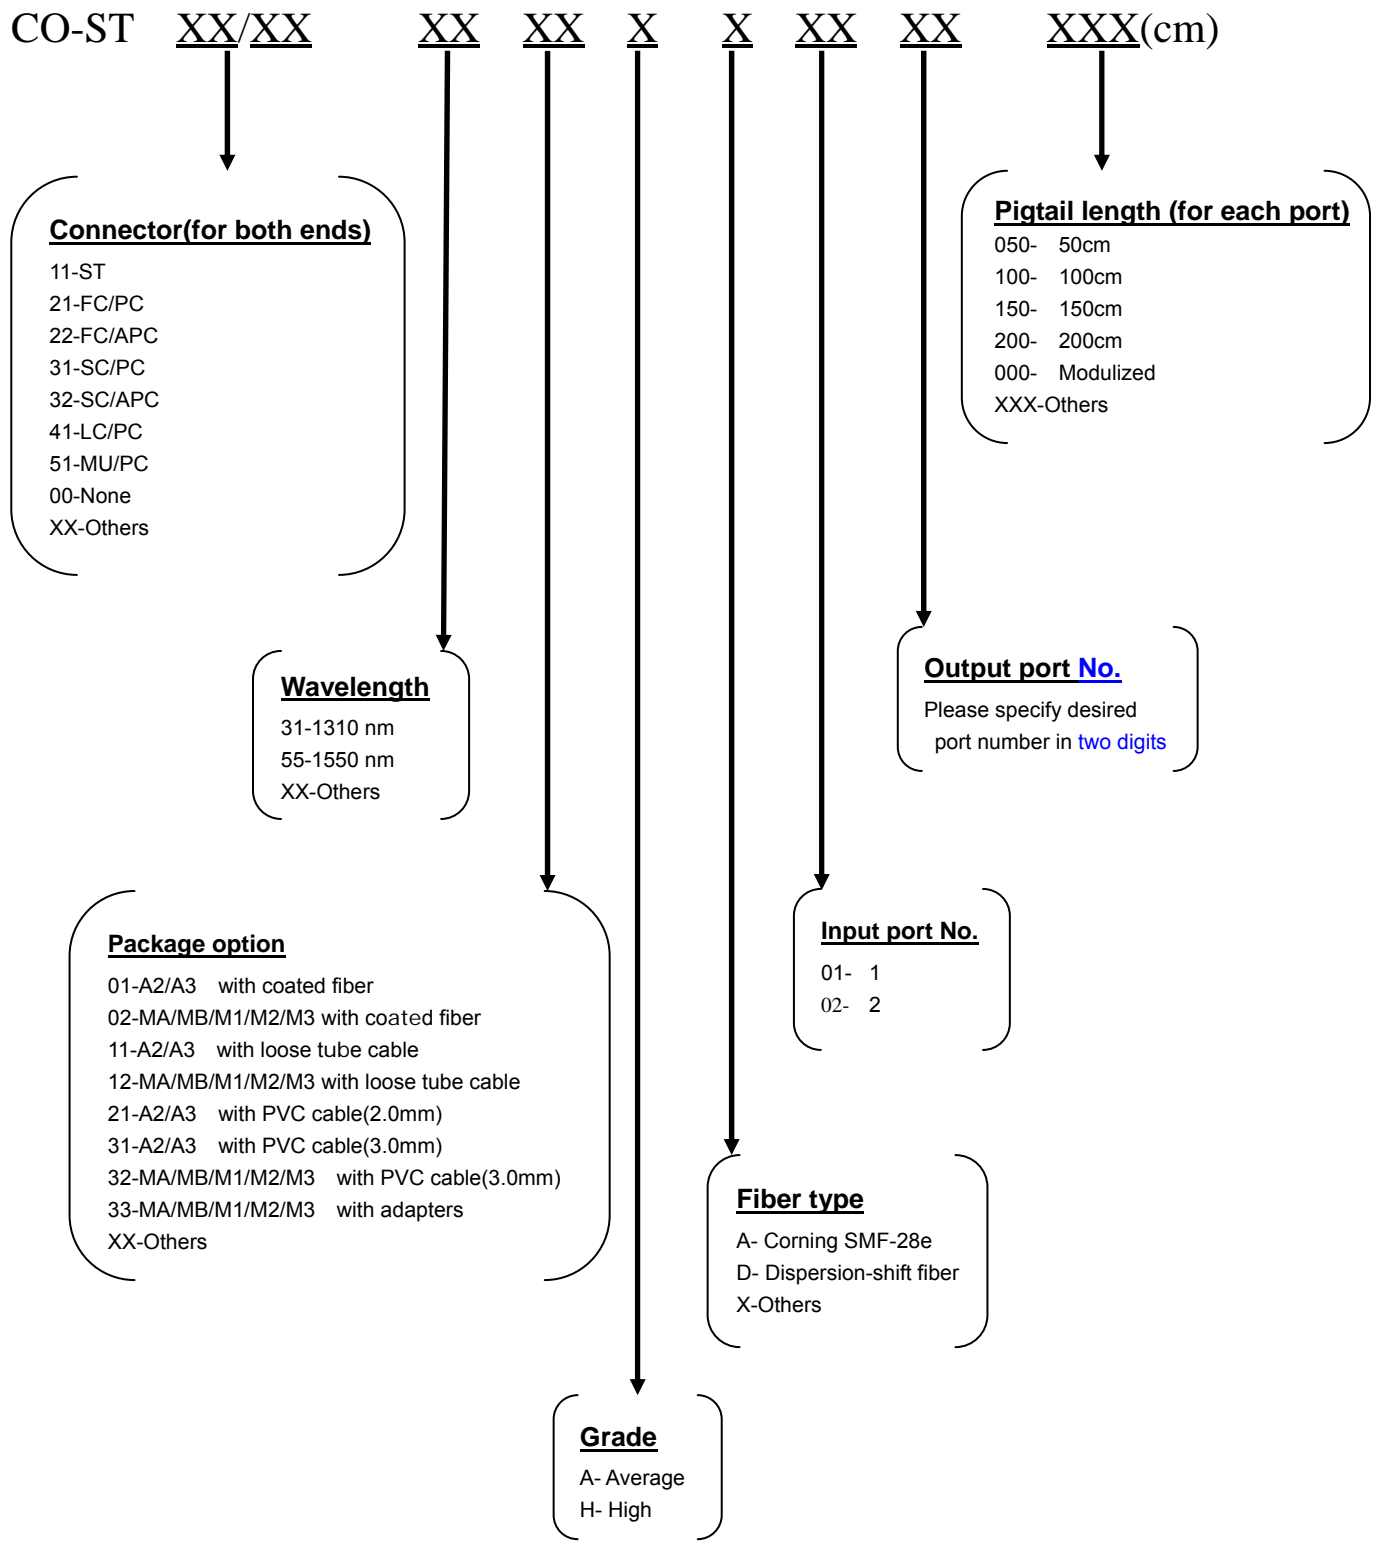 CO-ST XX/XX XX XX X X XX XX XXX(cm)
Connector(for both ends)
11-ST
21-FC/PC
22-FC/APC
31-SC/PC
32-SC/APC
41-LC/PC
51-MU/PC
00-None
XX-Others
Pigtail length (for each port)
050- 50cm
100- 100cm
150- 150cm
200- 200cm
000- Modulized
XXX-Others
Wavelength
31-1310 nm
55-1550 nm
XX-Others
Output port No.
Please specify desired
port number in two digits
Package option
01-A2/A3 with coated fiber
02-MA/MB/M1/M2/M3 with coated fiber
11-A2/A3 with loose tube cable
12-MA/MB/M1/M2/M3 with loose tube cable
21-A2/A3 with PVC cable(2.0mm)
31-A2/A3 with PVC cable(3.0mm)
32-MA/MB/M1/M2/M3 with PVC cable(3.0mm)
33-MA/MB/M1/M2/M3 with adapters
XX-Others
Input port No.
01- 1
02- 2
Fiber type
A- Corning SMF-28e
D- Dispersion-shift fiber
X-Others
Grade
A- Average
H- High